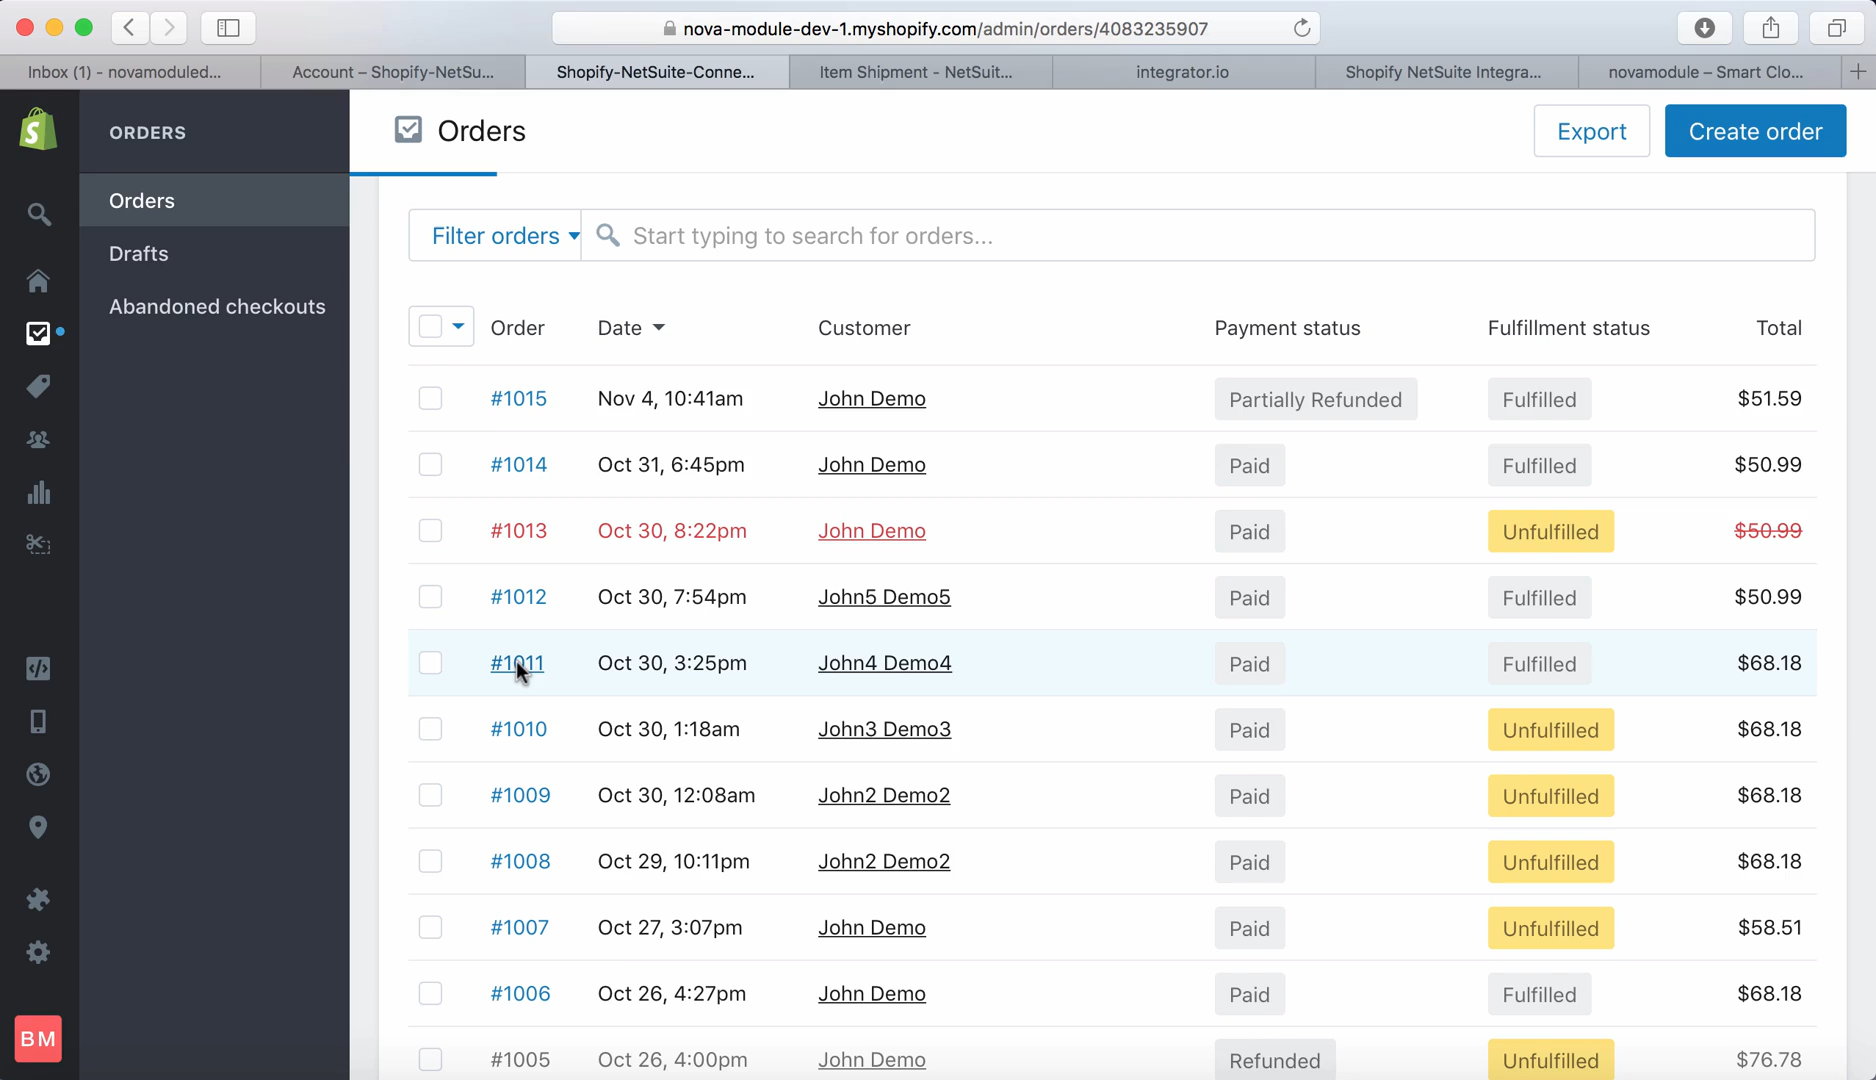 nova-module-dev-1.myshopify.com/admin/orders/4083235907
Inbox (1) - novamoduled...
Account – Shopify-NetSu...
Shopify-NetSuite-Conne...
Item Shipment - NetSuit...
integrator.io
Shopify NetSuite Integra...
novamodule – Smart Clo...
ORDERS
Orders
Drafts
Abandoned checkouts
BM
Orders
Export
Create order
Filter orders
Start typing to search for orders...
Order Date Customer Payment status Fulfillment status Total
#1015 Nov 4, 10:41am John Demo Partially Refunded Fulfilled $51.59
#1014 Oct 31, 6:45pm John Demo Paid Fulfilled $50.99
#1013 Oct 30, 8:22pm John Demo Paid Unfulfilled $50.99
#1012 Oct 30, 7:54pm John5 Demo5 Paid Fulfilled $50.99
#1011 Oct 30, 3:25pm John4 Demo4 Paid Fulfilled $68.18
#1010 Oct 30, 1:18am John3 Demo3 Paid Unfulfilled $68.18
#1009 Oct 30, 12:08am John2 Demo2 Paid Unfulfilled $68.18
#1008 Oct 29, 10:11pm John2 Demo2 Paid Unfulfilled $68.18
#1007 Oct 27, 3:07pm John Demo Paid Unfulfilled $58.51
#1006 Oct 26, 4:27pm John Demo Paid Fulfilled $68.18
#1005 Oct 26, 4:00pm John Demo Refunded Unfulfilled $76.78